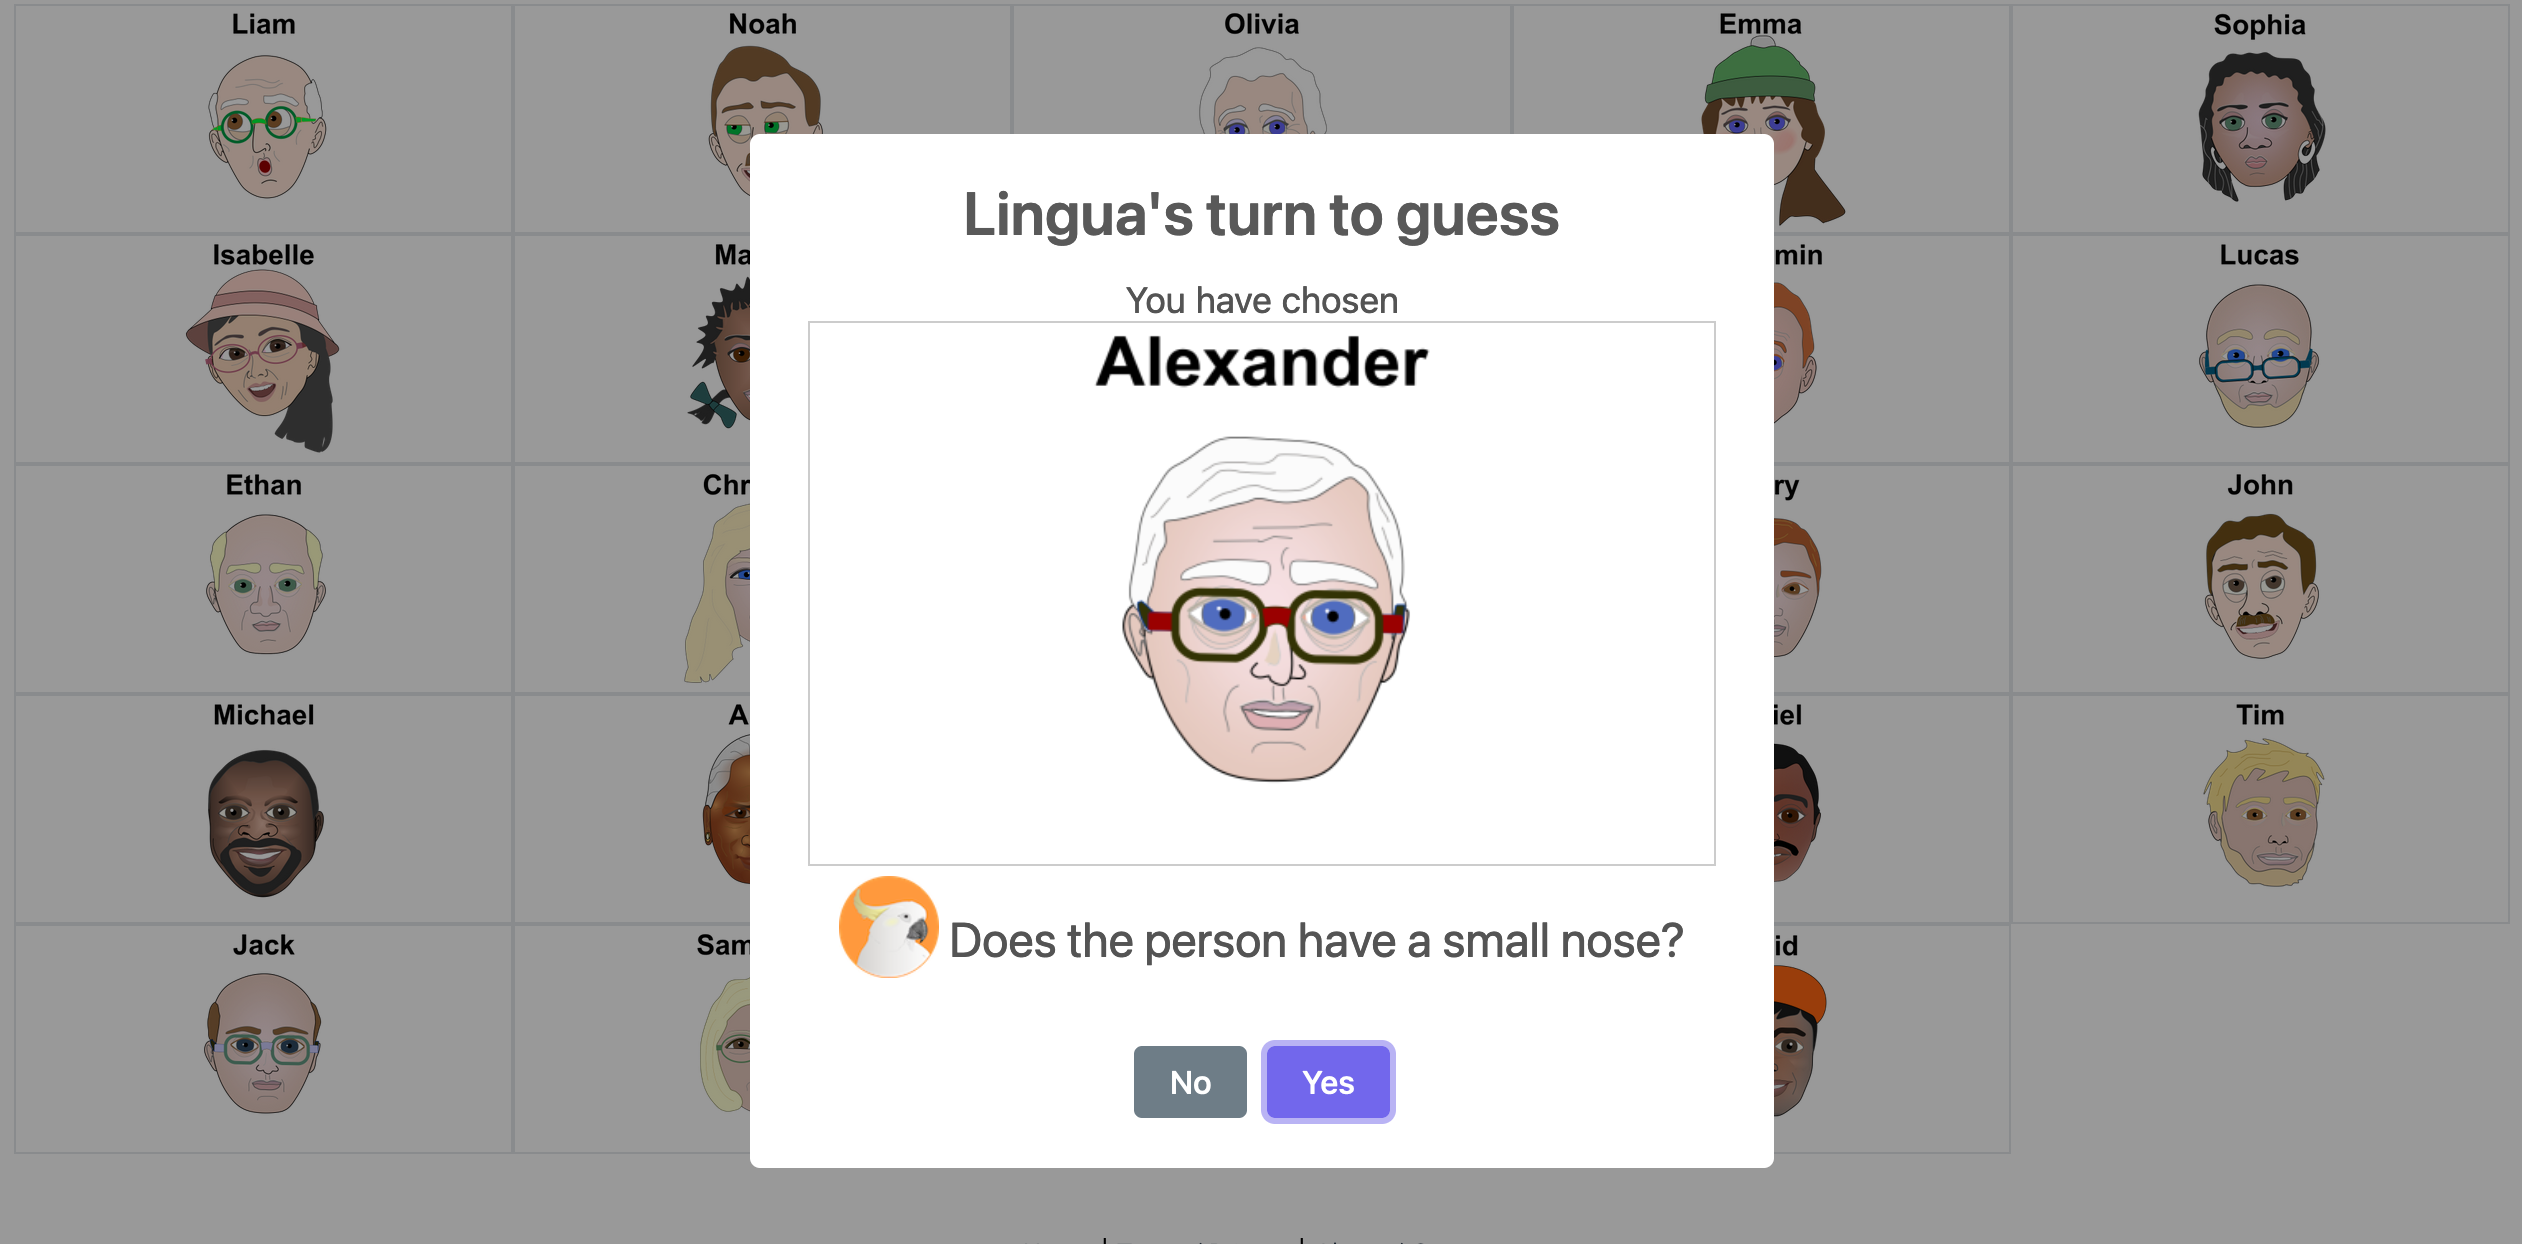 Liam
Noah
Olivia
Emma
Sophia
Lingua's turn to guess
You have chosen
Alexander
Does the person have a small nose?
No
Yes
Isabelle
Ma
min
Lucas
Ethan
Chr
ry
John
Michael
A
iel
Tim
Jack
Sam
id